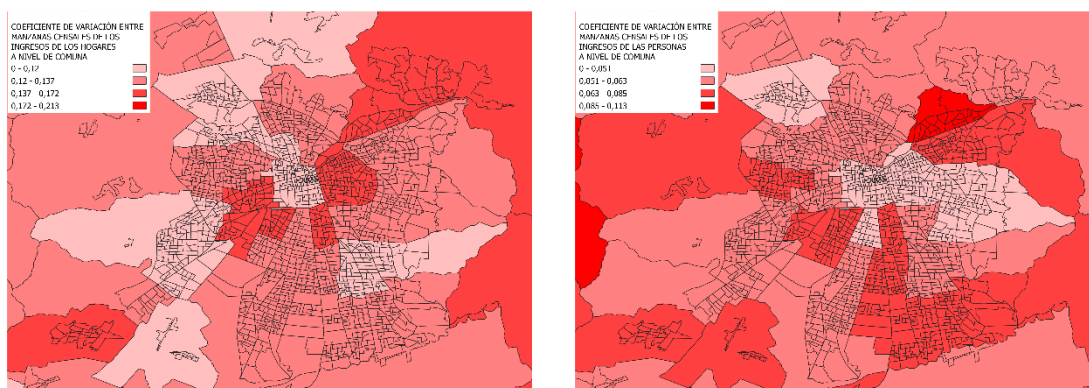 COEFICIENTE DE VARIACIÓN ENTRE
MANZANAS CENSALES DE LOS
INGRESOS DE LOS HOGARES
A NIVEL DE COMUNA
0 - 0,12
0,12 - 0,137
0,137 - 0,172
0,172 - 0,213
COEFICIENTE DE VARIACIÓN ENTRE
MANZANAS CENSALES DE LOS
INGRESOS DE LAS PERSONAS
A NIVEL DE COMUNA
0 - 0,051
0,051 - 0,063
0,063 - 0,085
0,085 - 0,113